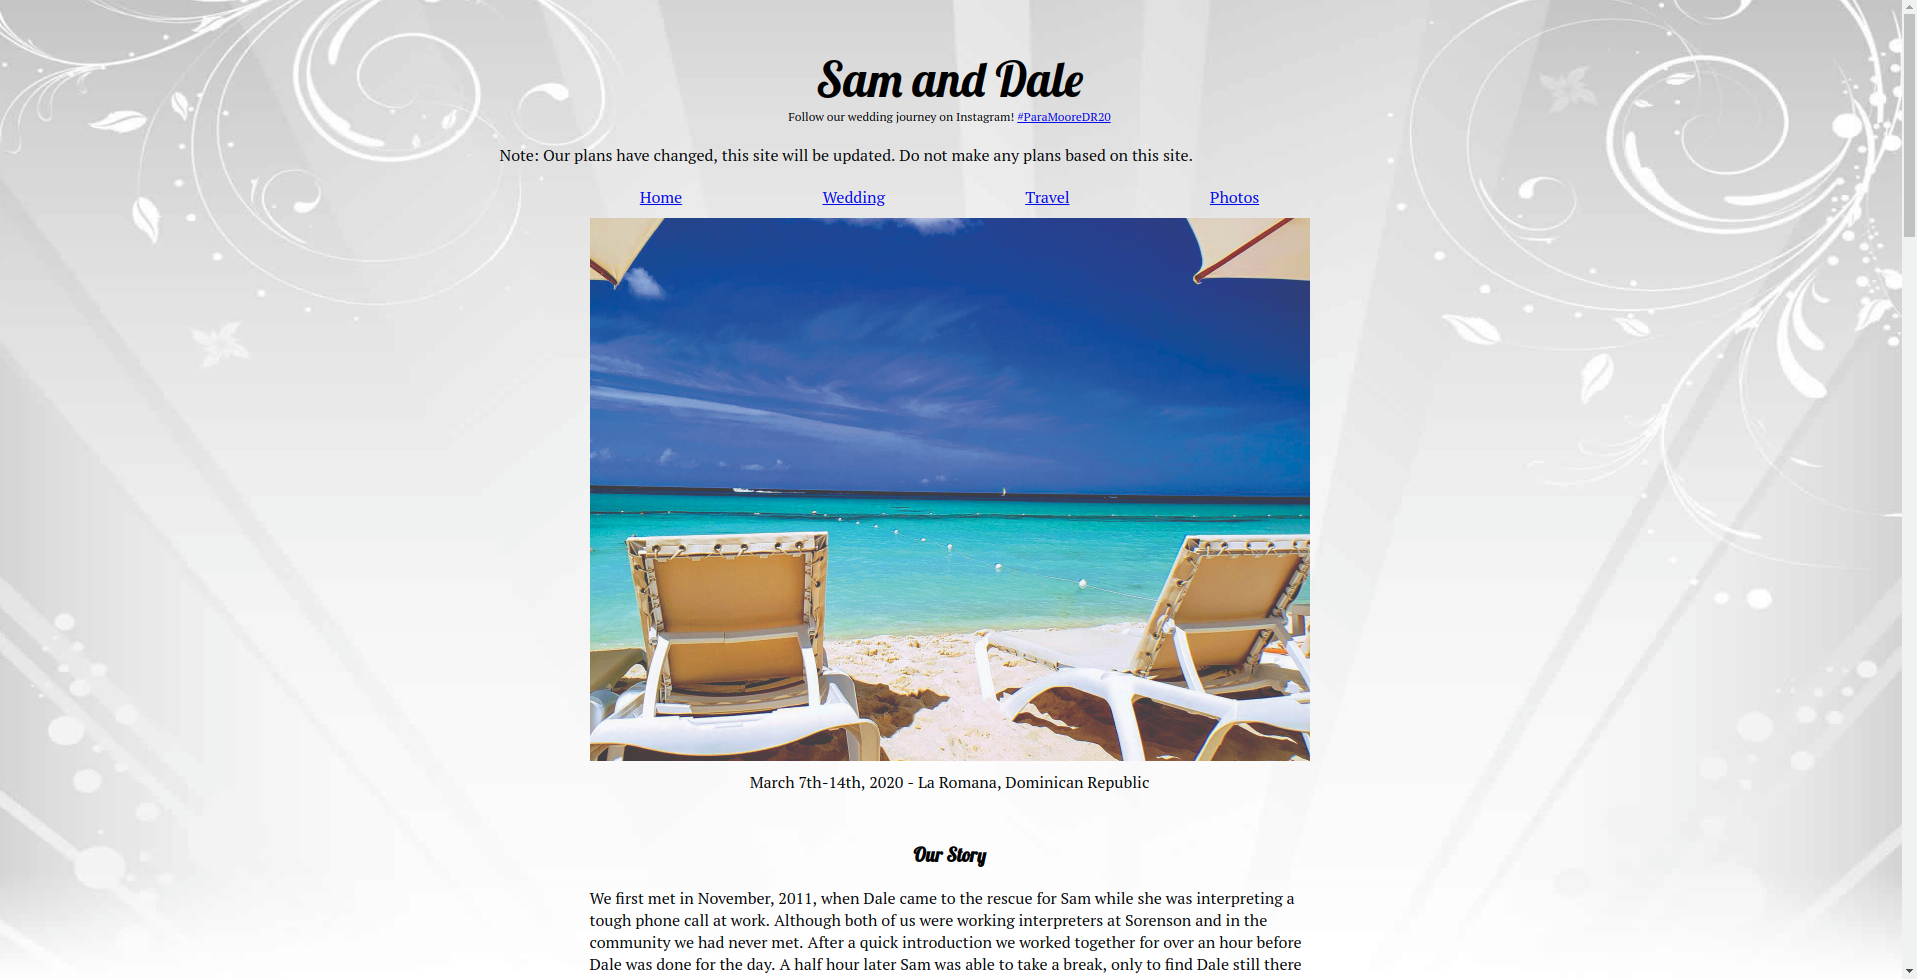 Sam and Dale
Follow our wedding journey on Instagram! #ParaMooreDR20
Note: Our plans have changed, this site will be updated. Do not make any plans based on this site.
Home Wedding Travel Photos
March 7th-14th, 2020 - La Romana, Dominican Republic
Our Story
We first met in November, 2011, when Dale came to the rescue for Sam while she was interpreting a
tough phone call at work. Although both of us were working interpreters at Sorenson and in the
community we had never met. After a quick introduction we worked together for over an hour before
Dale was done for the day. A half hour later Sam was able to take a break, only to find Dale still there